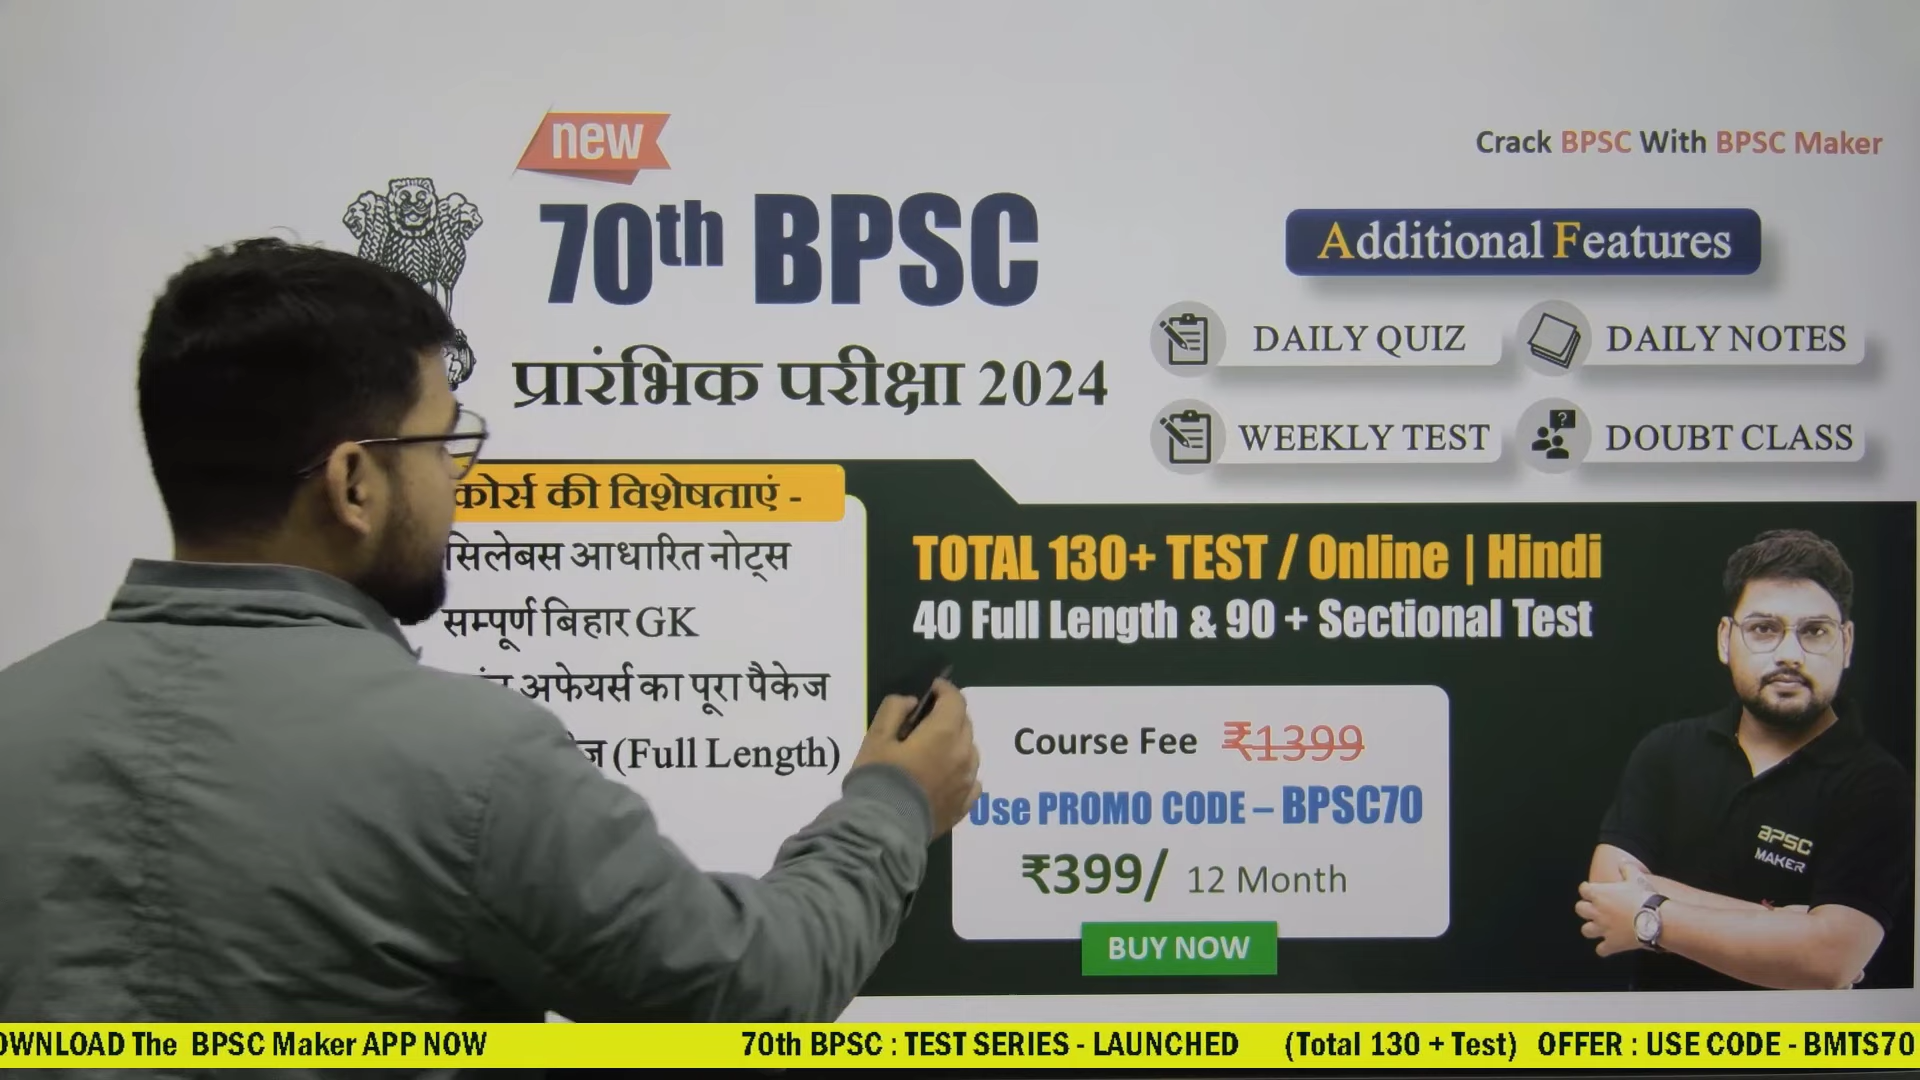 new
Crack BPSC With BPSC Maker
70th BPSC
प्रारंभिक परीक्षा 2024
Additional Features
DAILY QUIZ
DAILY NOTES
WEEKLY TEST
DOUBT CLASS
कोर्स की विशेषताएं -
सिलेबस आधारित नोट्स
सम्पूर्ण बिहार GK
अफेयर्स का पूरा पैकेज
(Full Length)
TOTAL 130+ TEST / Online | Hindi
40 Full Length & 90 + Sectional Test
Course Fee ₹1399
Use PROMO CODE – BPSC70
₹399/ 12 Month
BUY NOW
BPSC
MAKER
OWNLOAD The BPSC Maker APP NOW 70th BPSC : TEST SERIES - LAUNCHED (Total 130 + Test) OFFER : USE CODE - BMTS70